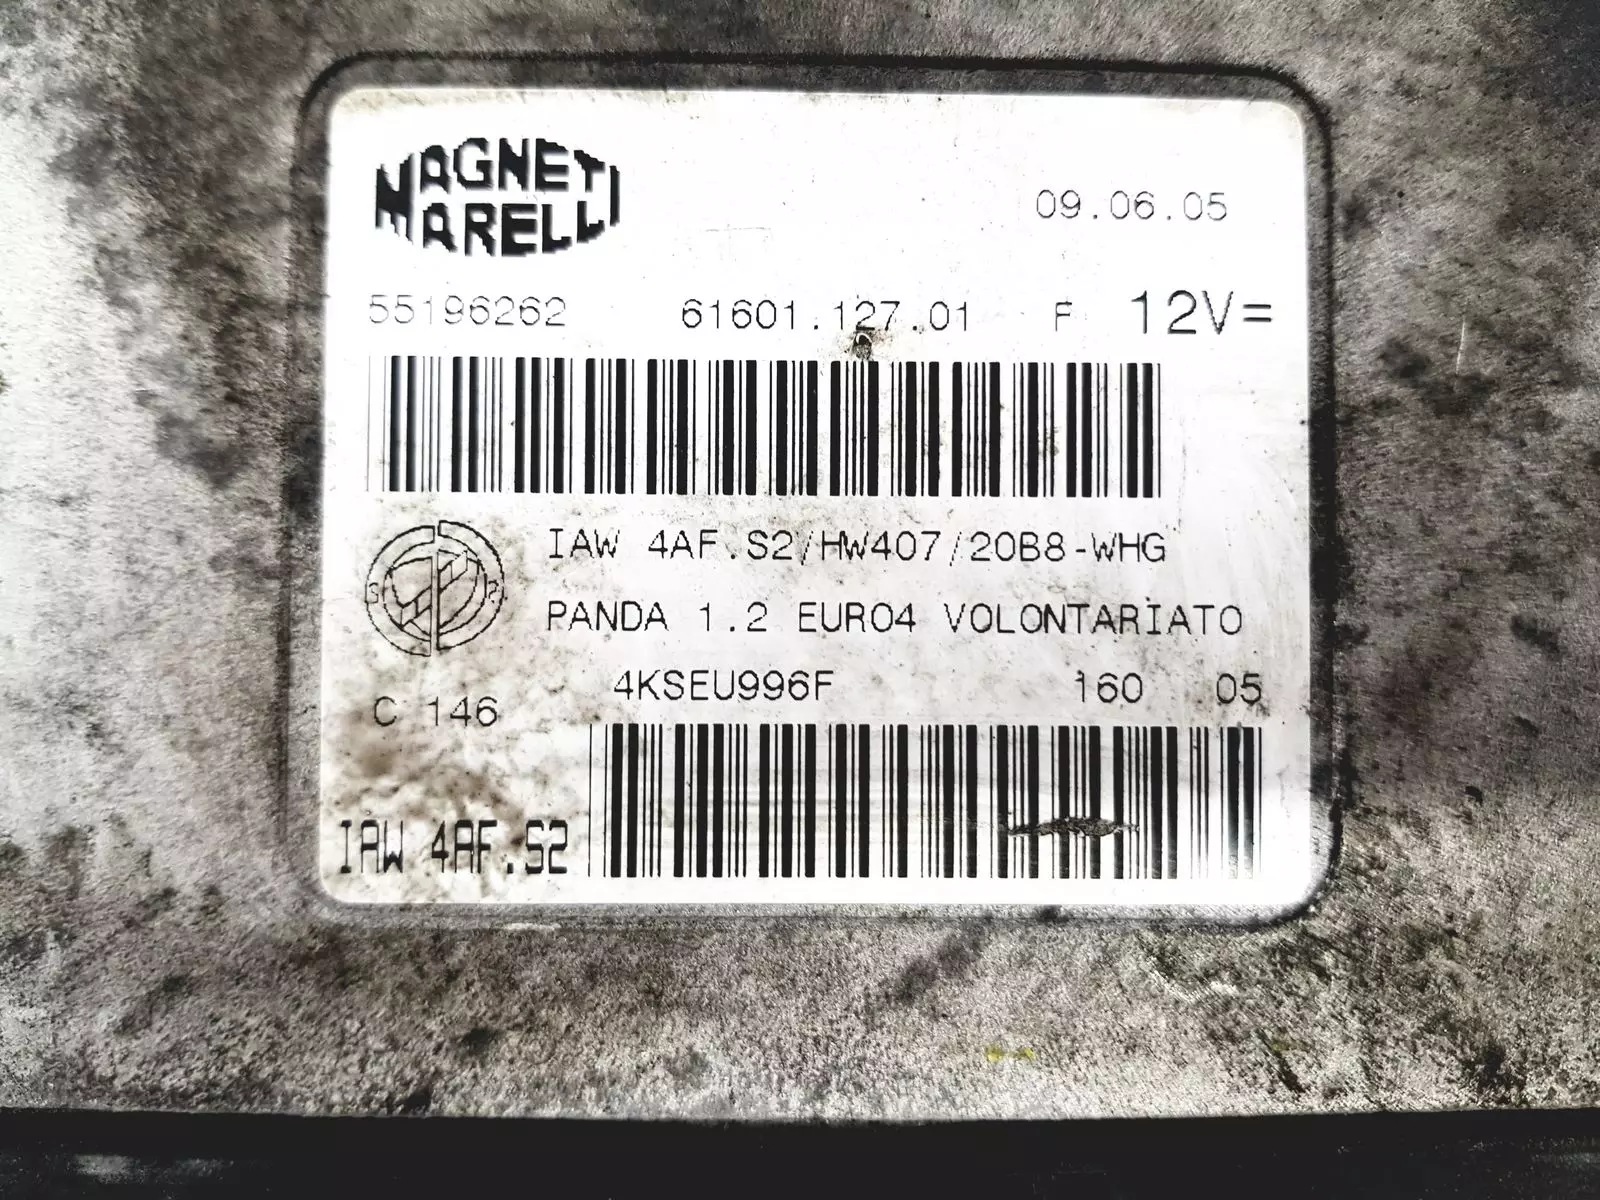 MAGNETI
MARELLI
09.06.05
55196262 61601.127.01 F 12V=
IAW 4AF.S2/HW407/20B8-WHG
PANDA 1.2 EURO4 VOLONTARIATO
4KSEU996F 160 05
C 146
IAW 4AF.S2